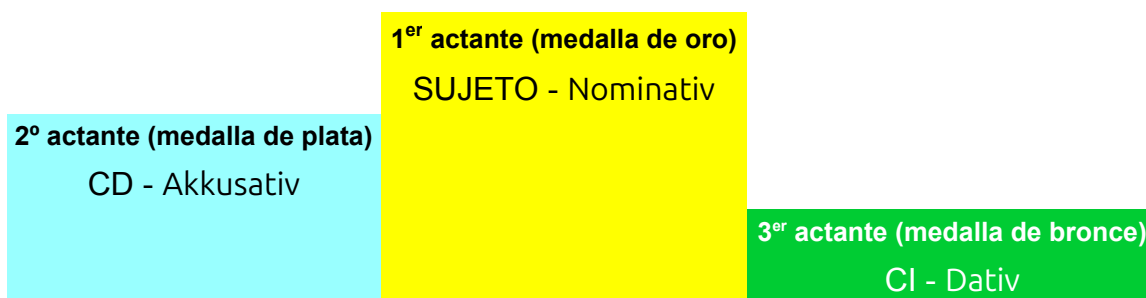 1er actante (medalla de oro)
SUJETO - Nominativ
2º actante (medalla de plata)
CD - Akkusativ
3er actante (medalla de bronce)
CI - Dativ